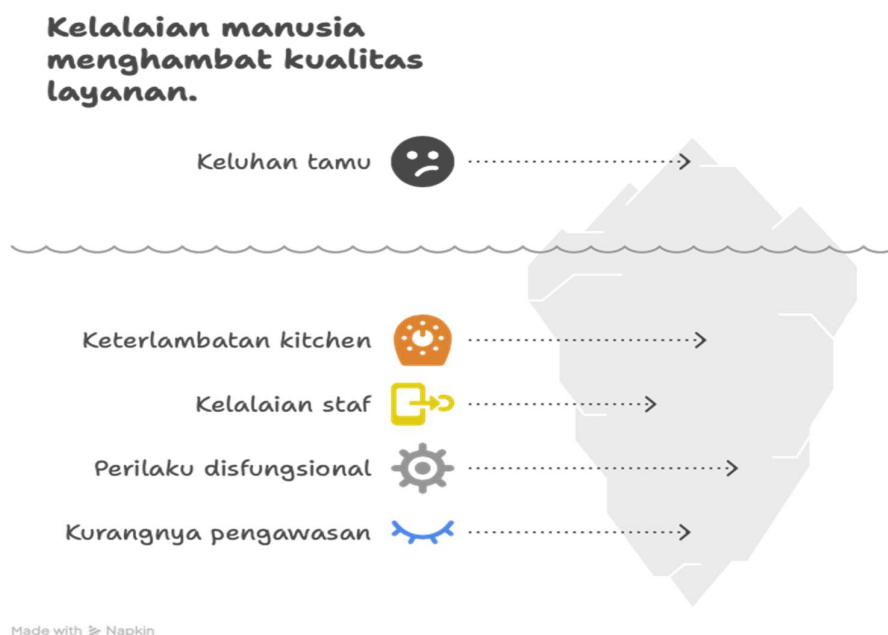 Kelalaian manusia
menghambat kualitas
layanan.
Keluhan tamu
Keterlambatan kitchen
Kelalaian staf
Perilaku disfungsional
Kurangnya pengawasan
Made with Napkin